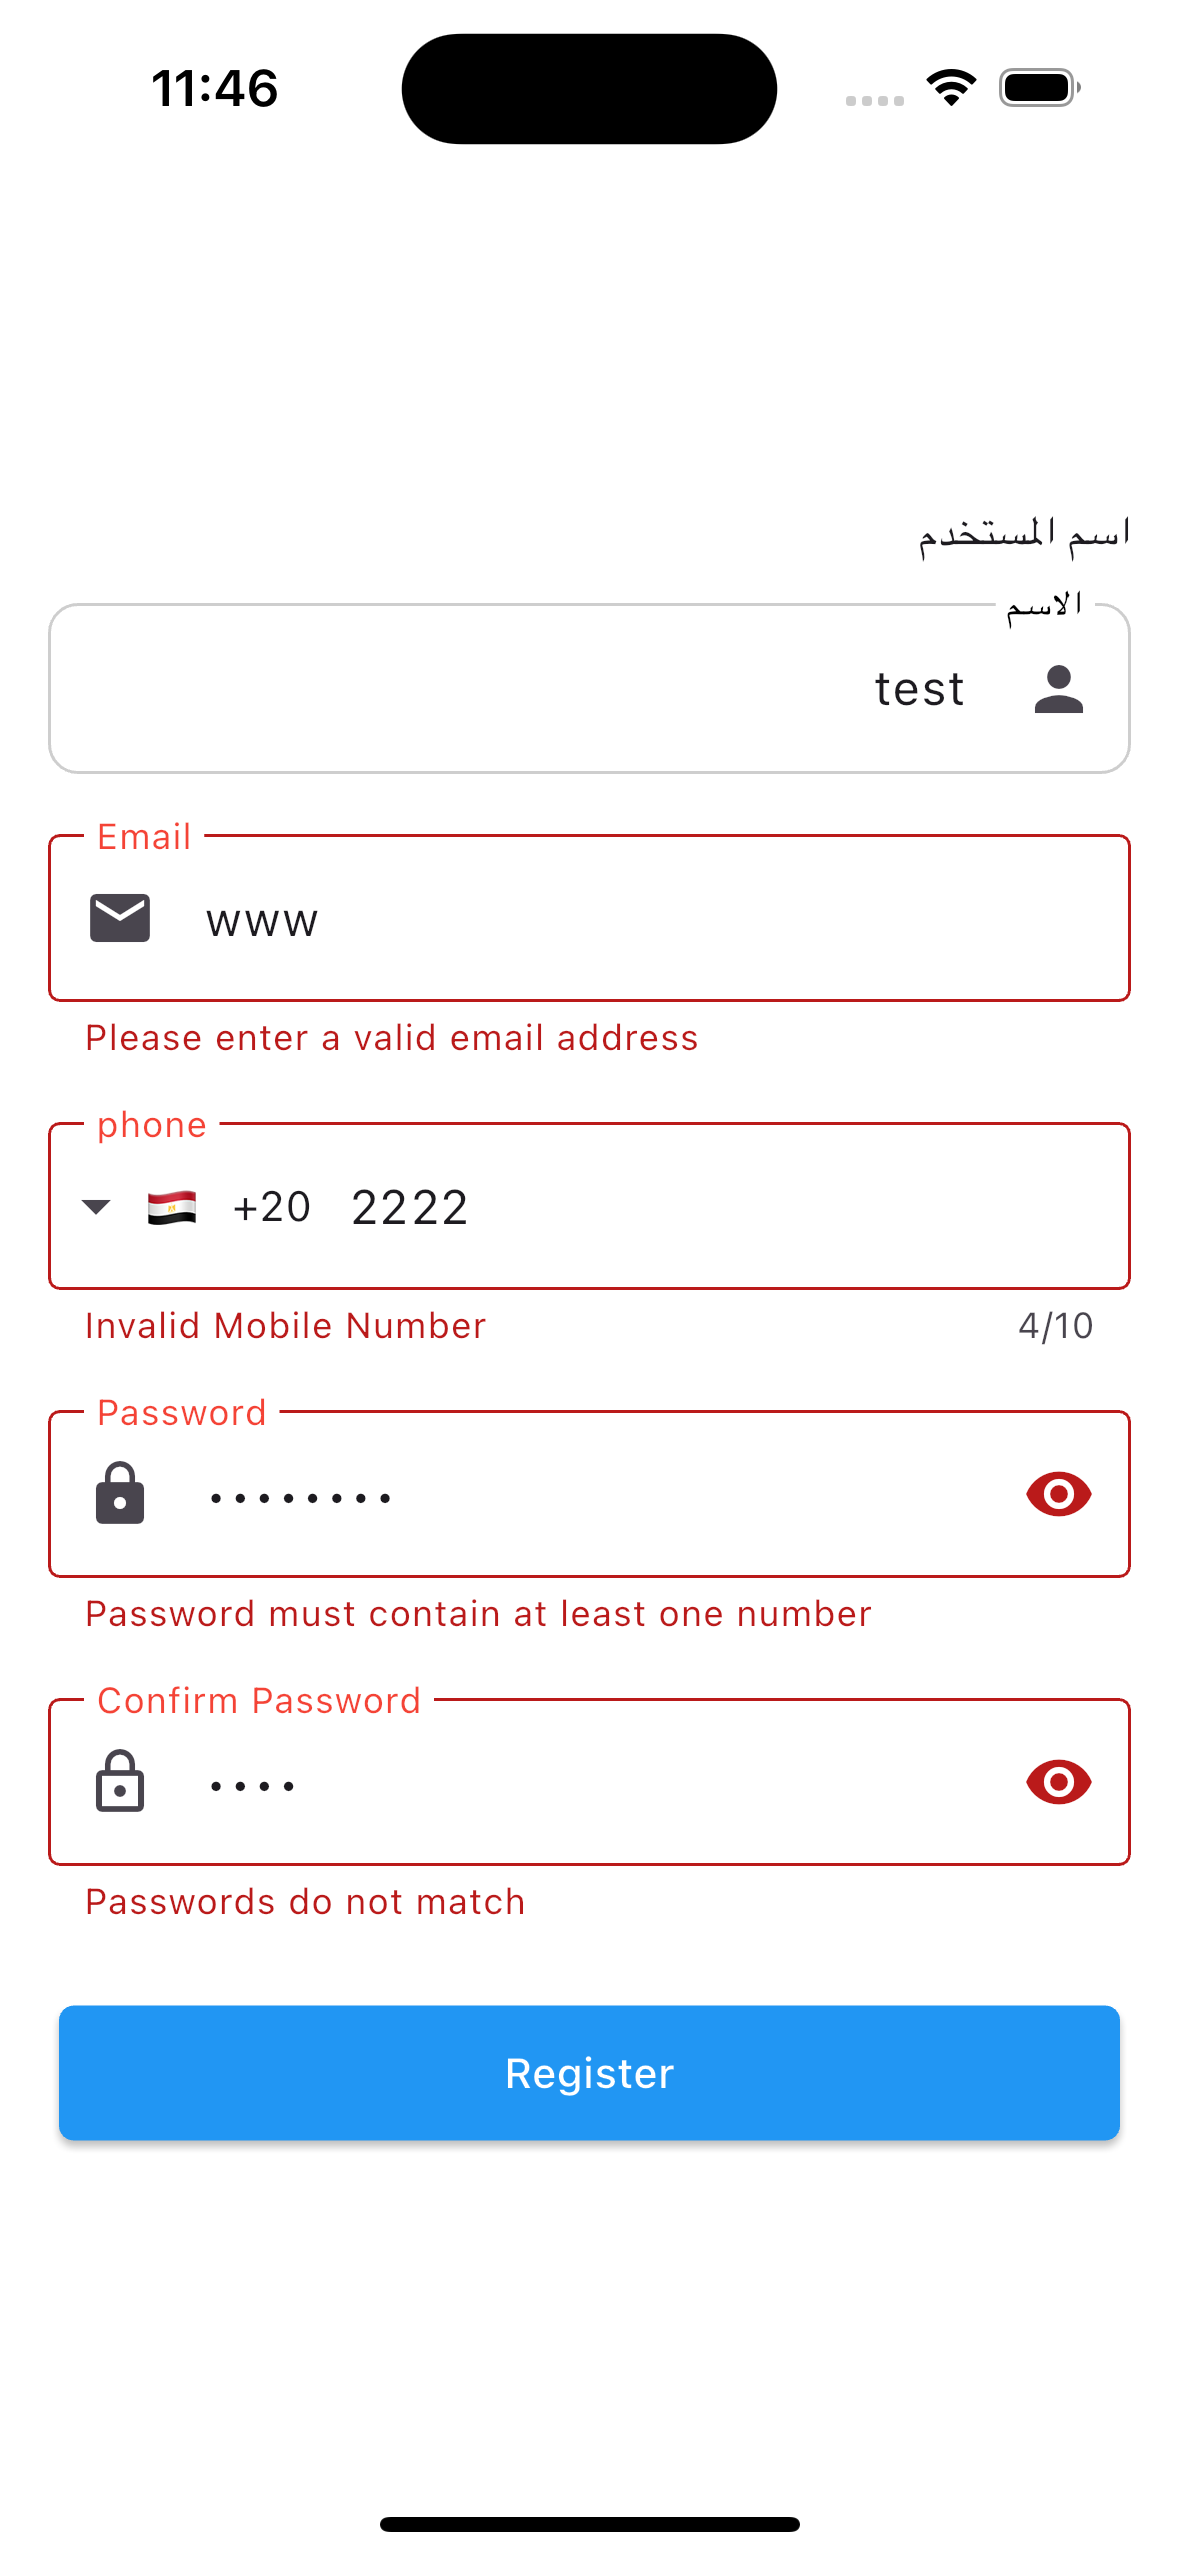 11:46
اسم المستخدم
الاسم
test
Email
www
Please enter a valid email address
phone
+20 2222
Invalid Mobile Number 4/10
Password
••••••••
Password must contain at least one number
Confirm Password
••••
Passwords do not match
Register